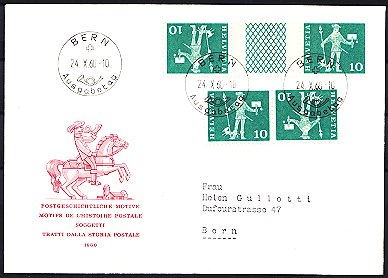 BERN
24.X.60.-10
Ausgabetag
BERN
24.X.60.-10
Ausgabetag
BERN
24.X.60.-10
Ausgabetag
10
HELVETIA
HELVETIA
10
HELVETIA
10
HELVETIA
10
POSTGESCHICHTLICHE MOTIVE
MOTIFS DE L'HISTOIRE POSTALE
SOGGETTI
TRATTI DALLA STORIA POSTALE
1960
Frau
Helen Gullotti
Dufourstrasse 47
Bern